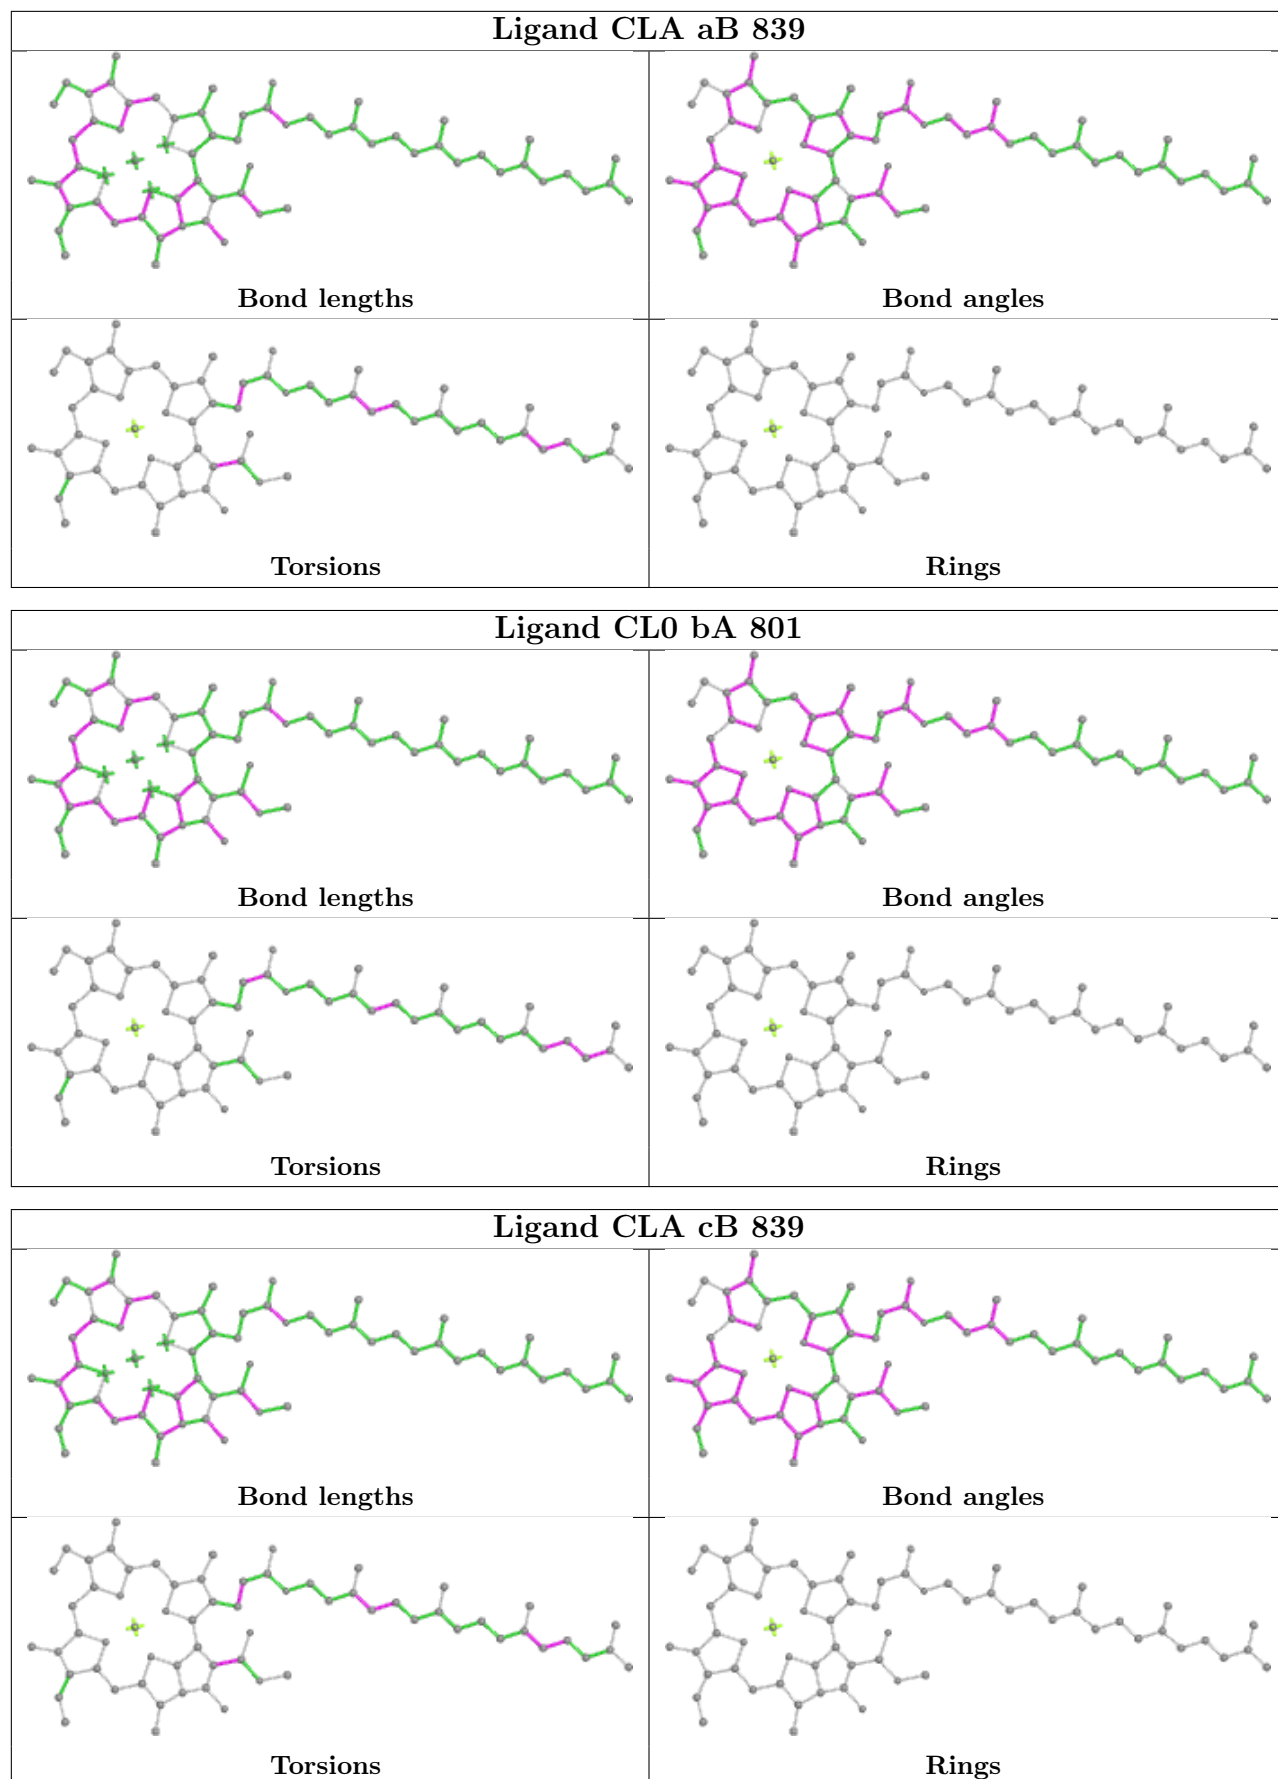 Ligand CLA aB 839
Bond lengths
Bond angles
Torsions
Rings
Ligand CL0 bA 801
Bond lengths
Bond angles
Torsions
Rings
Ligand CLA cB 839
Bond lengths
Bond angles
Torsions
Rings